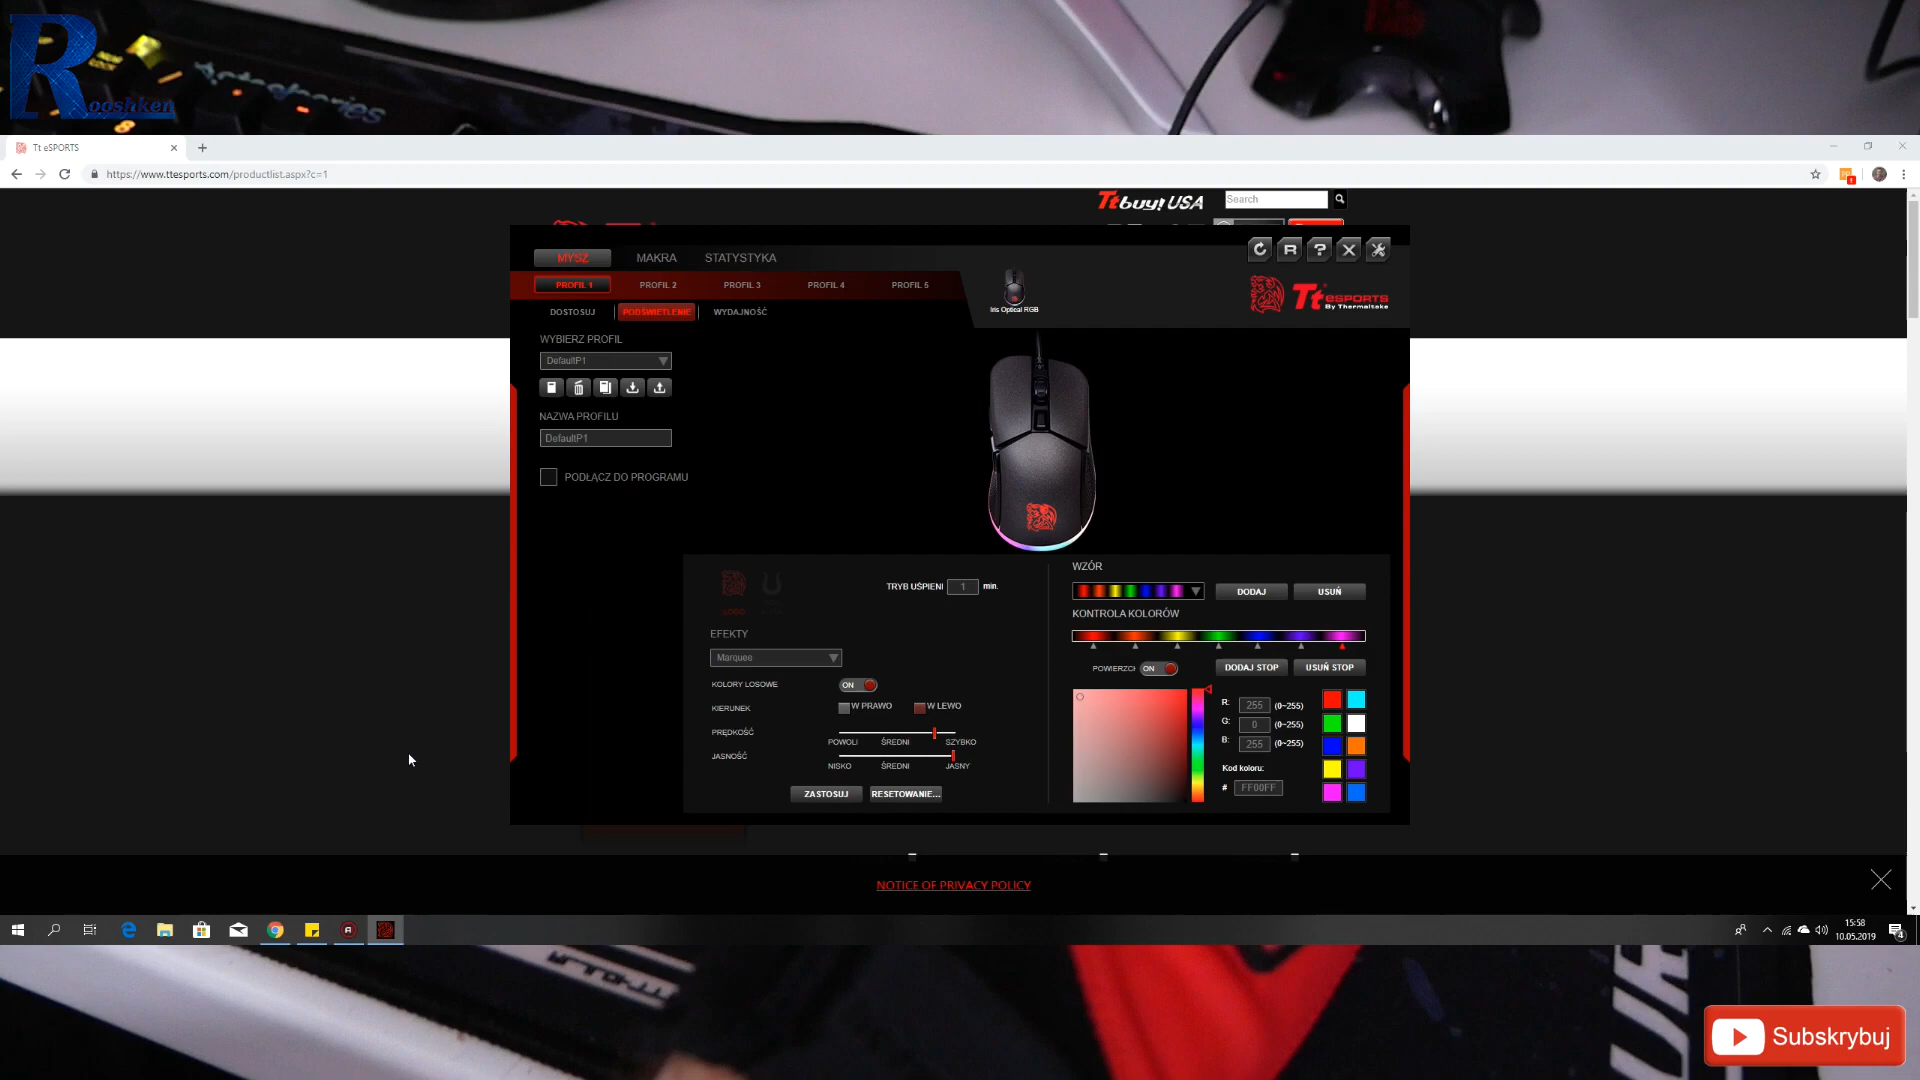 Rooshken
Tt eSPORTS
https://www.ttesports.com/productlist.aspx?c=1
Ttbuy! USA
Search
MYSZ
MAKRA
STATYSTYKA
R
?
PROFIL 1
PROFIL 2
PROFIL 3
PROFIL 4
PROFIL 5
Iris Optical RGB
Tt eSPORTS
By Thermaltake
DOSTOSUJ
PODŚWIETLENIE
WYDAJNOŚĆ
WYBIERZ PROFIL
DefaultP1
NAZWA PROFILU
DefaultP1
PODŁĄCZ DO PROGRAMU
LOGO
TRYB UŚPIENI
1
min.
EFEKTY
Marquee
KOLORY LOSOWE
ON
KIERUNEK
W PRAWO
W LEWO
PRĘDKOŚĆ
POWOLI
ŚREDNI
SZYBKO
JASNOŚĆ
NISKO
ŚREDNI
JASNY
ZASTOSUJ
RESETOWANIE...
WZÓR
DODAJ
USUŃ
KONTROLA KOLORÓW
POWIERZCI
ON
DODAJ STOP
USUŃ STOP
R:
255
(0~255)
G:
0
(0~255)
B:
255
(0~255)
Kod koloru:
#
FF00FF
NOTICE OF PRIVACY POLICY
15:58
10.05.2019
4
Subskrybuj